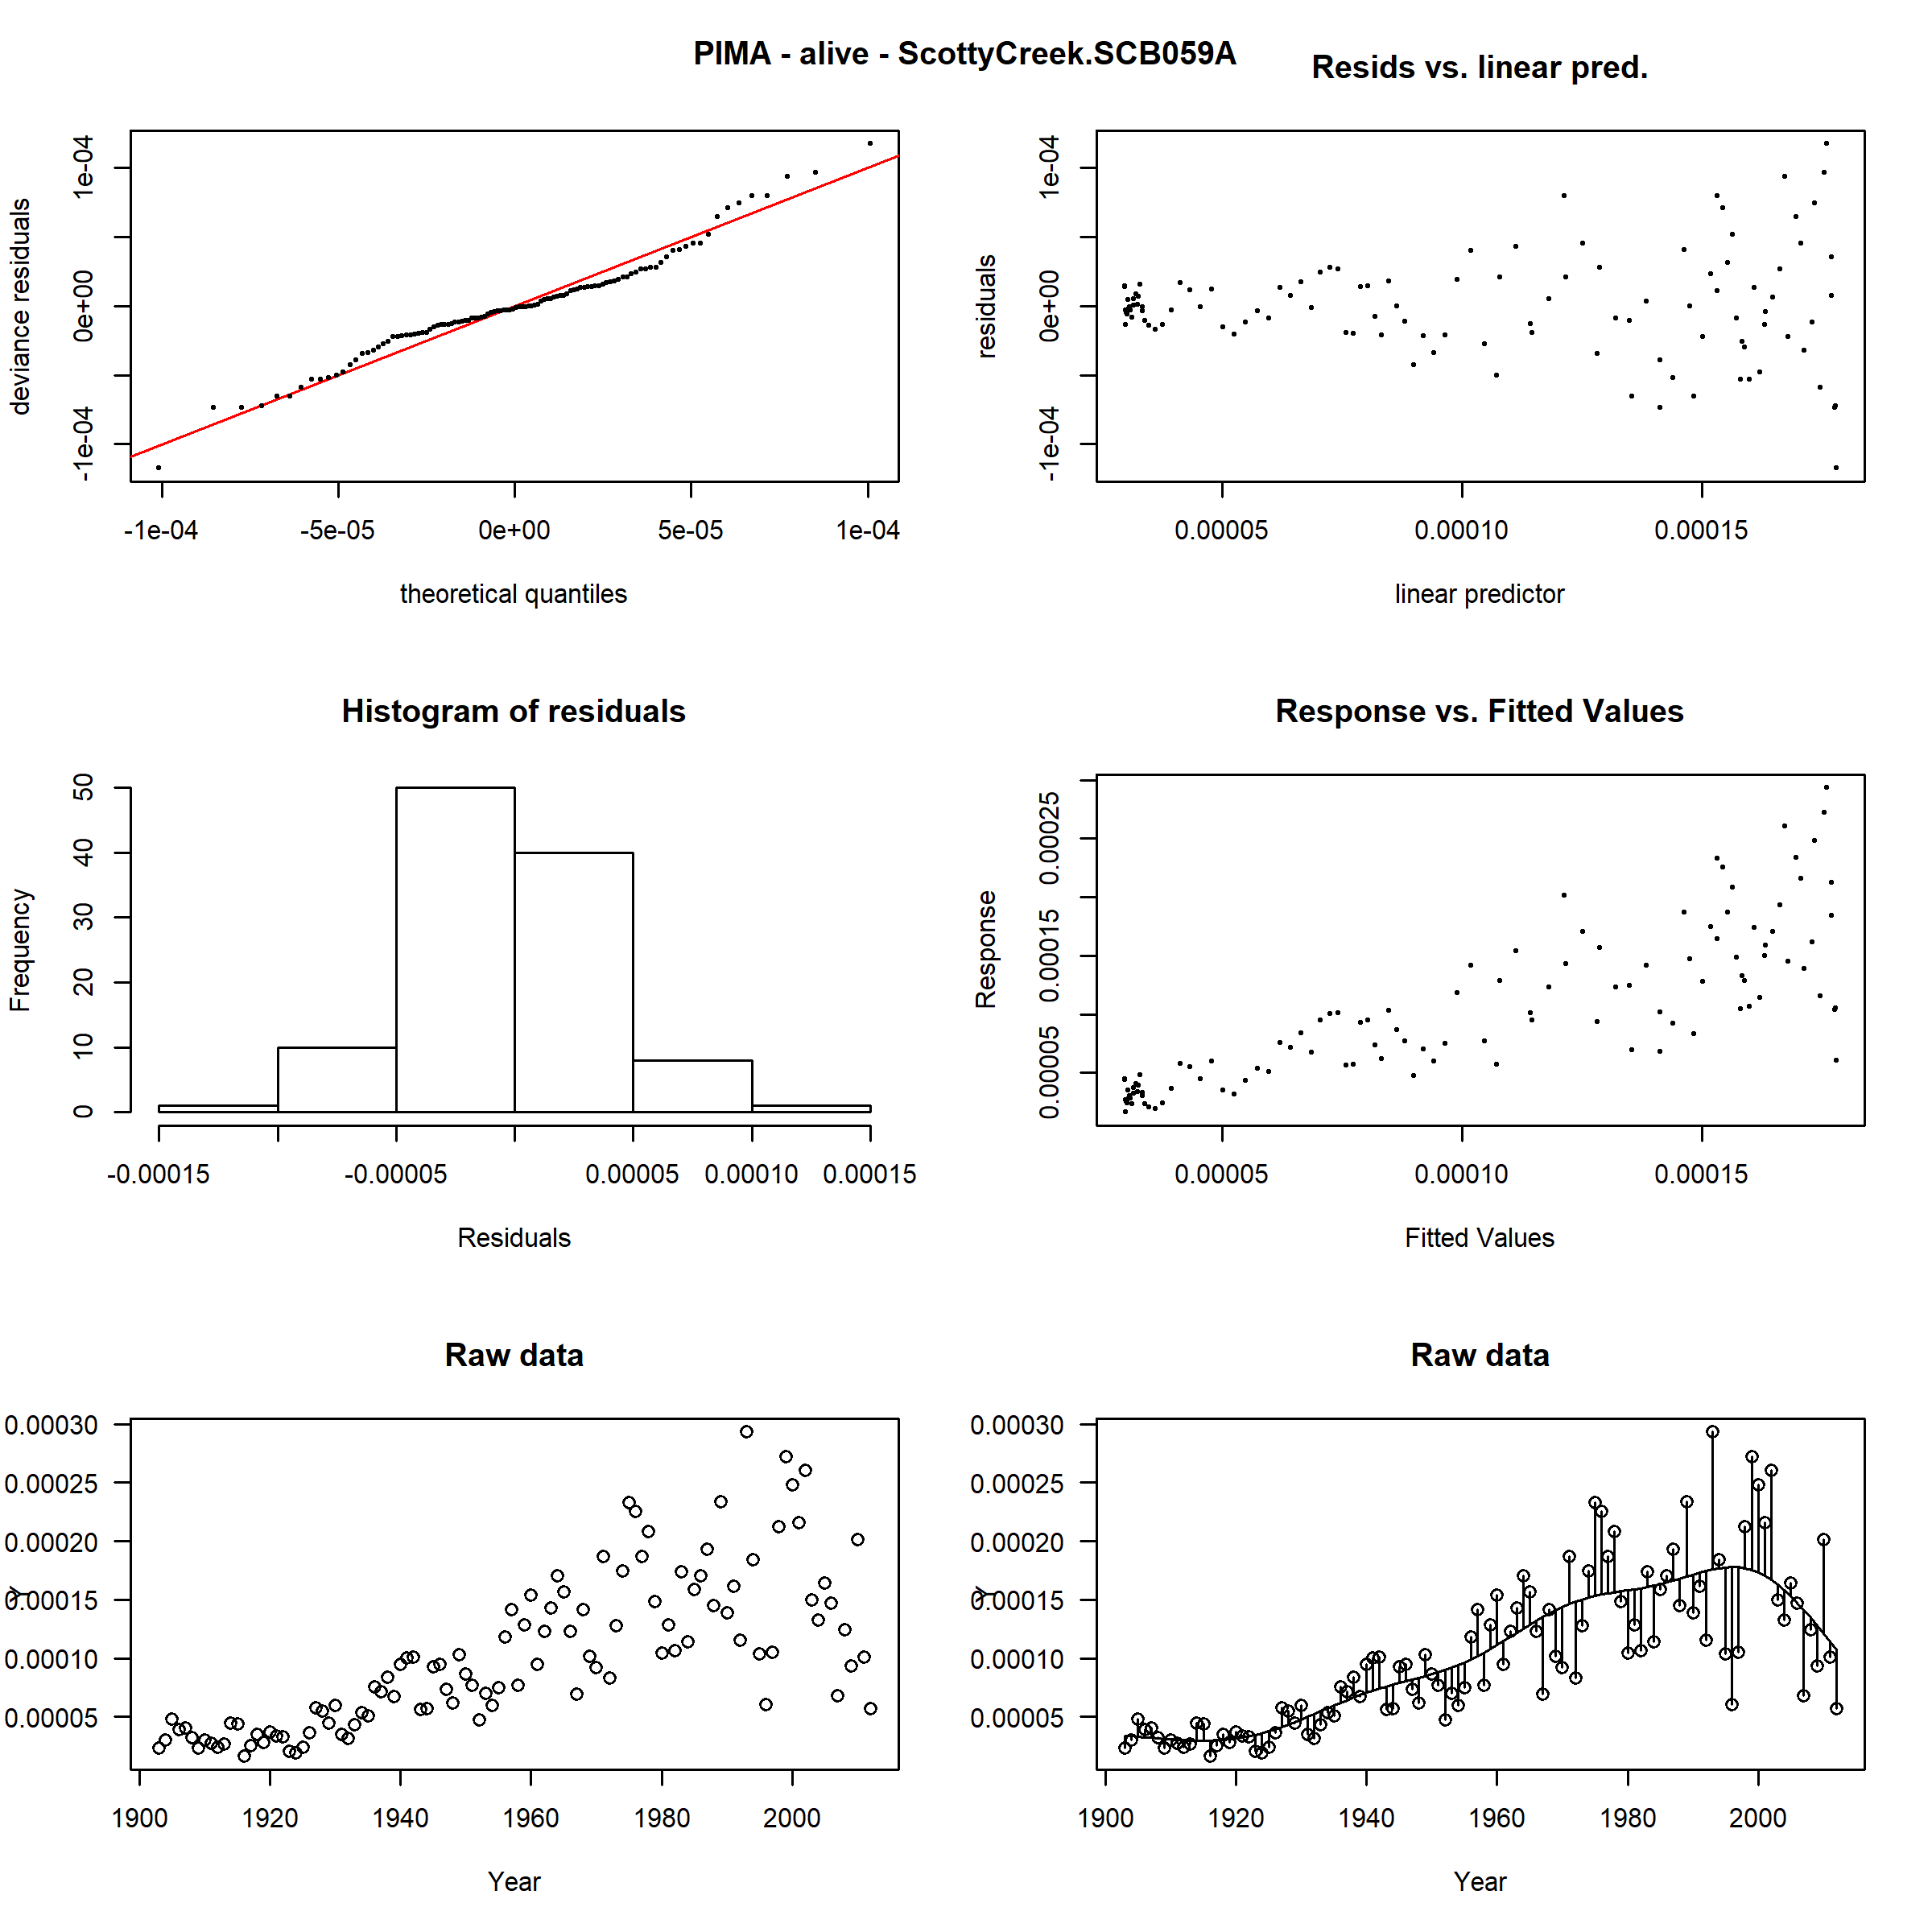 PIMA - alive - ScottyCreek.SCB059A
Resids vs. linear pred.
deviance residuals
-1e-04 0e+00 1e-04
-1e-04 -5e-05 0e+00 5e-05 1e-04
theoretical quantiles
residuals
-1e-04 0e+00 1e-04
0.00005 0.00010 0.00015
linear predictor
Histogram of residuals
Frequency
0 10 20 30 40 50
-0.00015 -0.00005 0.00005 0.00010 0.00015
Residuals
Response vs. Fitted Values
Response
0.00005 0.00015 0.00025
0.00005 0.00010 0.00015
Fitted Values
Raw data
Y
0.00030
0.00025
0.00020
0.00015
0.00010
0.00005
1900 1920 1940 1960 1980 2000
Year
Raw data
Y
0.00030
0.00025
0.00020
0.00015
0.00010
0.00005
1900 1920 1940 1960 1980 2000
Year